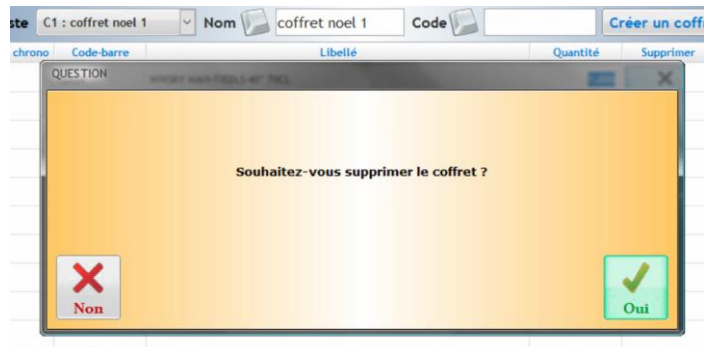 ste C1 : coffret noel 1 Nom coffret noel 1 Code Créer un coff
chrono Code-barre Libellé Quantité Supprimer
QUESTION
Souhaitez-vous supprimer le coffret ?
Non Oui